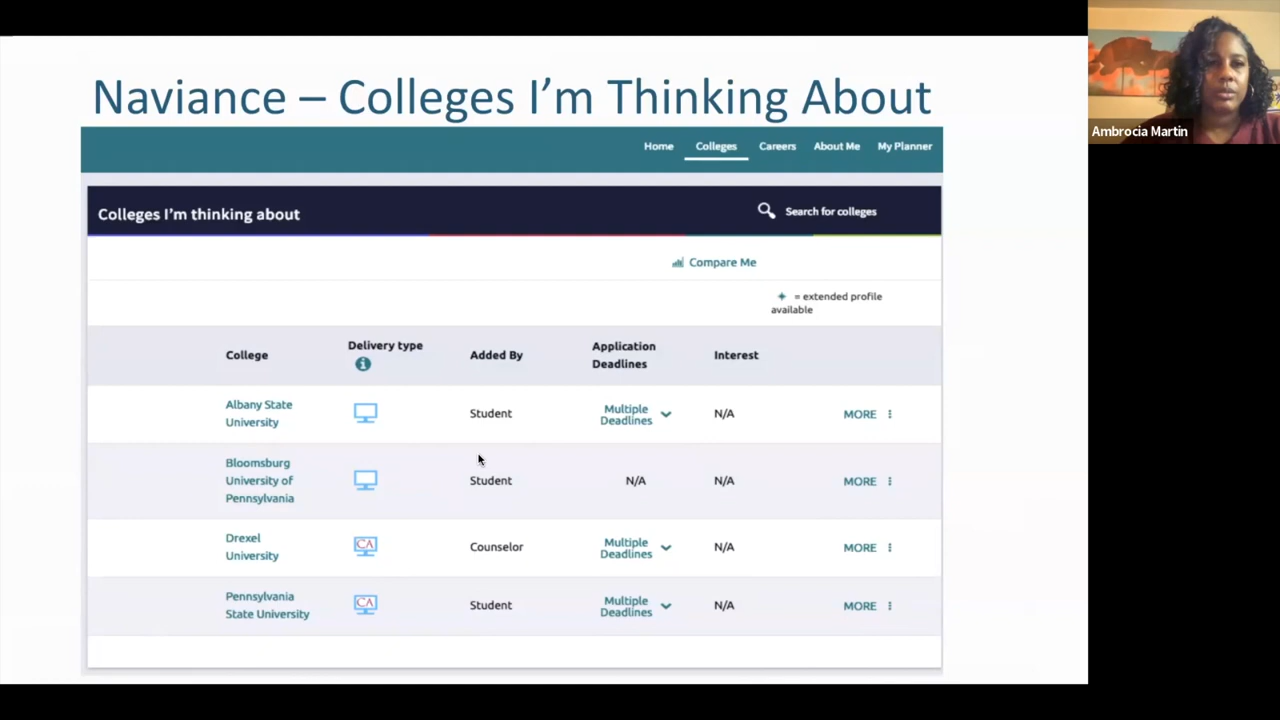 Naviance – Colleges I'm Thinking About
Ambrocia Martin
Home Colleges Careers About Me My Planner
Colleges I'm thinking about
Search for colleges
Compare Me
= extended profile
available
College Delivery type Added By Application Deadlines Interest
Albany State University Student Multiple Deadlines N/A MORE
Bloomsburg University of Pennsylvania Student N/A N/A MORE
Drexel University CA Counselor Multiple Deadlines N/A MORE
Pennsylvania State University CA Student Multiple Deadlines N/A MORE